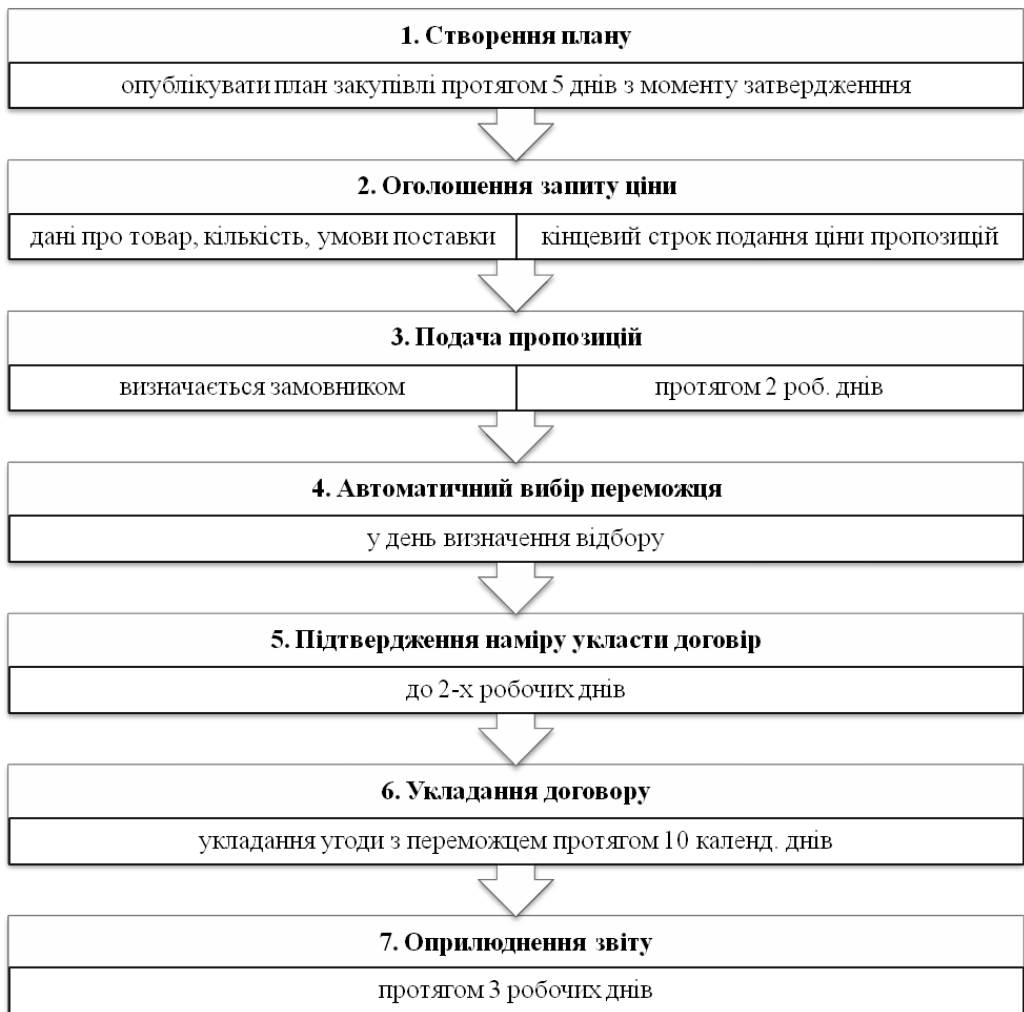 1. Створення плану
опублікувати план закупівлі протягом 5 днів з моменту затвердженння
2. Оголошення запиту ціни
дані про товар, кількість, умови поставки
кінцевий строк подання ціни пропозицій
3. Подача пропозицій
визначається замовником
протягом 2 роб. днів
4. Автоматичний вибір переможця
у день визначення відбору
5. Підтвердження наміру укласти договір
до 2-х робочих днів
6. Укладання договору
укладання угоди з переможцем протягом 10 календ. днів
7. Оприлюднення звіту
протягом 3 робочих днів